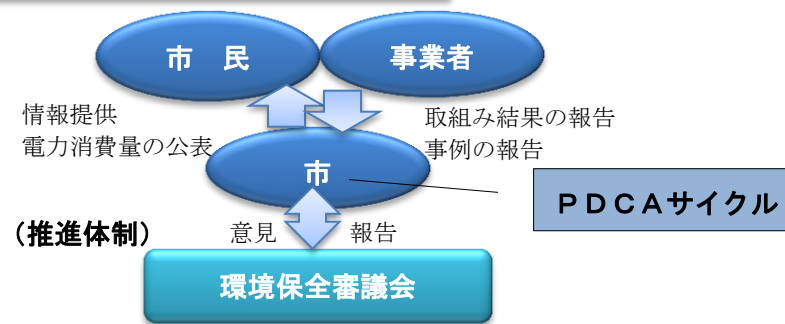 市　民
事業者
情報提供
電力消費量の公表
取組み結果の報告
事例の報告
市
ＰＤＣＡサイクル
（推進体制）
意見
報告
環境保全審議会